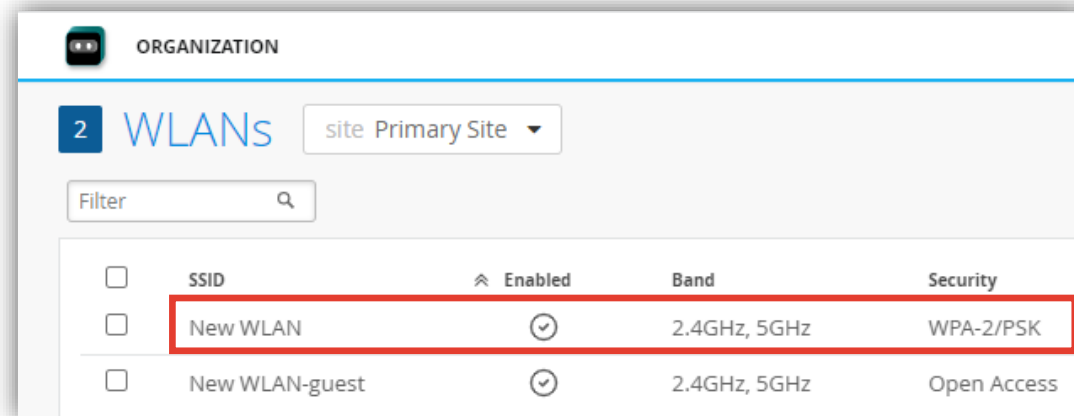 ORGANIZATION
2 WLANs site Primary Site
Filter
SSID Enabled Band Security
New WLAN 2.4GHz, 5GHz WPA-2/PSK
New WLAN-guest 2.4GHz, 5GHz Open Access